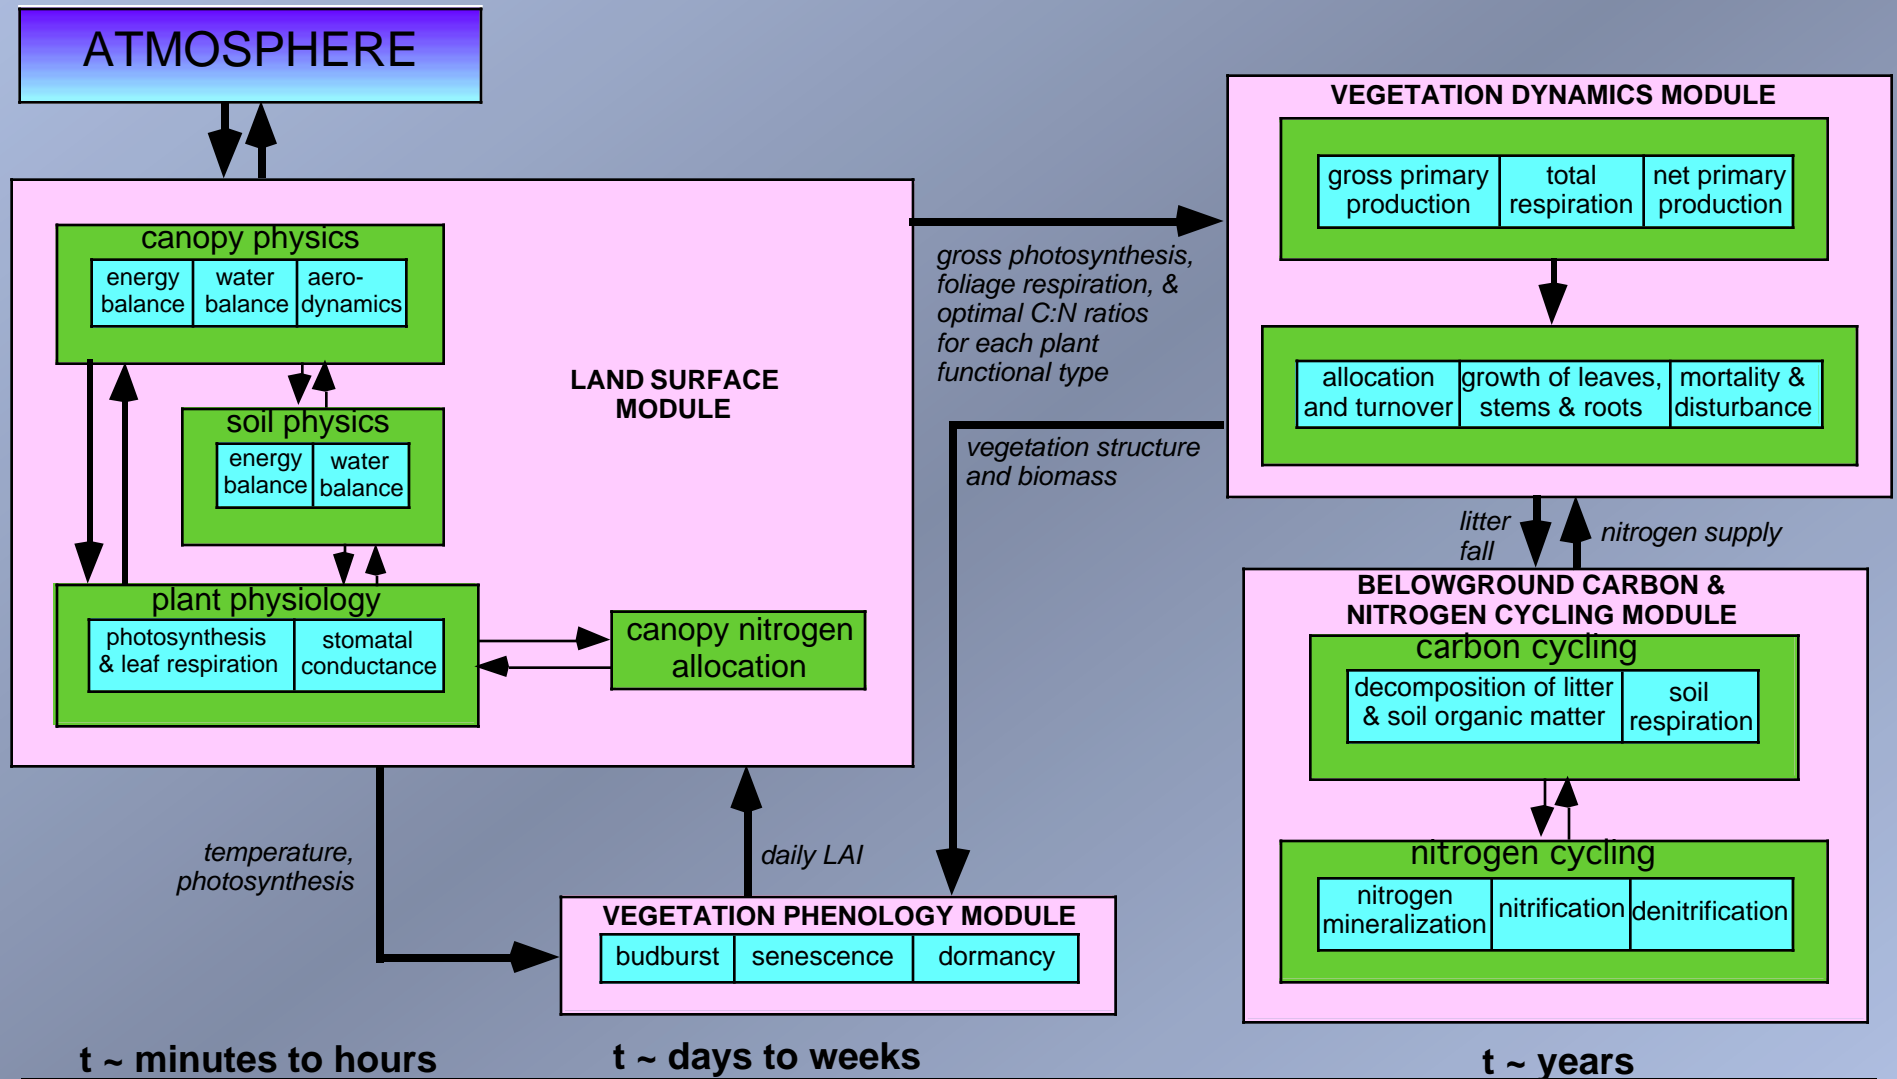 ATMOSPHERE
canopy physics
energy
balance
water
balance
aero-
dynamics
soil physics
energy
balance
water
balance
LAND SURFACE
MODULE
plant physiology
photosynthesis
& leaf respiration
stomatal
conductance
canopy nitrogen
allocation
gross photosynthesis,
foliage respiration, &
optimal C:N ratios
for each plant
functional type
vegetation structure
and biomass
VEGETATION DYNAMICS MODULE
gross primary
production
total
respiration
net primary
production
allocation
and turnover
growth of leaves,
stems & roots
mortality &
disturbance
litter
fall
nitrogen supply
BELOWGROUND CARBON &
NITROGEN CYCLING MODULE
carbon cycling
decomposition of litter
& soil organic matter
soil
respiration
nitrogen cycling
nitrogen
mineralization
nitrification
denitrification
temperature,
photosynthesis
daily LAI
VEGETATION PHENOLOGY MODULE
budburst
senescence
dormancy
t ~ minutes to hours
t ~ days to weeks
t ~ years